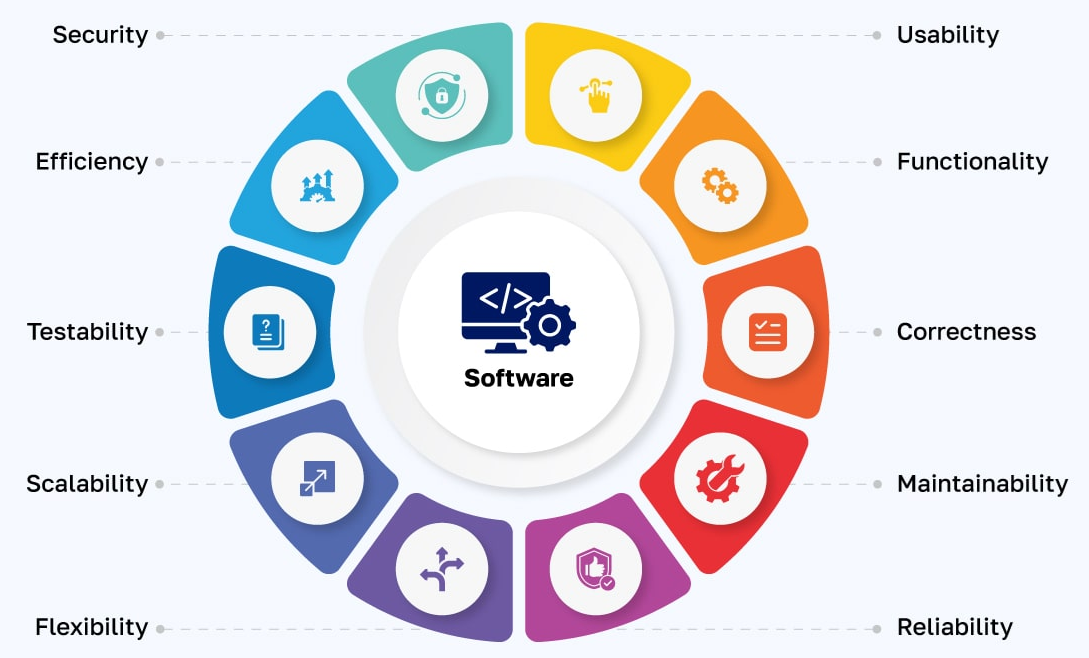 Security
Usability
Efficiency
Functionality
</>
?
Testability
Correctness
Software
Scalability
Maintainability
Flexibility
Reliability